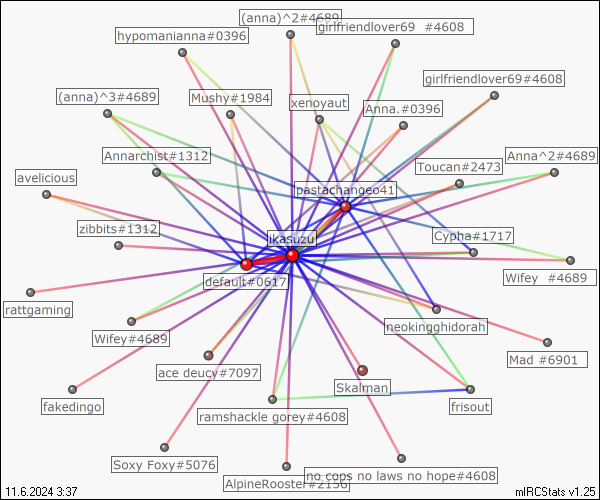 (anna)^2#4689
girlfriendlover69  #4608
hypomanianna#0396
girlfriendlover69#4608
(anna)^3#4689
Mushy#1984
xenoyaut
Anna.#0396
Annarchist#1312
Anna^2#4689
Toucan#2473
avelicious
pastachangeo41
zibbits#1312
ikasuzu
Cypha#1717
default#0617
Wifey  #4689
rattgaming
Wifey#4689
neokingghidorah
Mad #6901
ace deucy#7097
Skalman
fakedingo
ramshackle gorey#4608
frisout
Soxy Foxy#5076
AlpineRooster#2156
no cops no laws no hope#4608
11.6.2024 3:37
mIRCStats v1.25